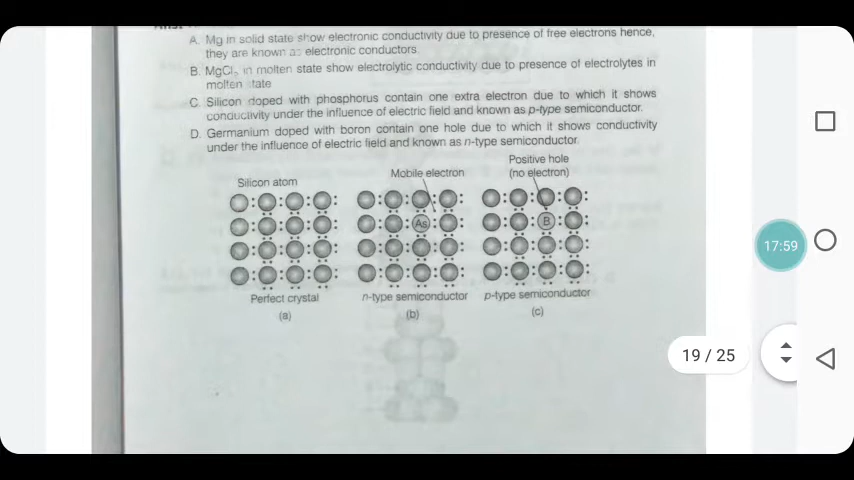 A. Mg in solid state show electronic conductivity due to presence of free electrons hence,
they are known as electronic conductors.
B. MgCl₂ in molten state show electrolytic conductivity due to presence of electrolytes in
molten state
C. Silicon doped with phosphorus contain one extra electron due to which it shows
conductivity under the influence of electric field and known as p-type semiconductor.
D. Germanium doped with boron contain one hole due to which it shows conductivity
under the influence of electric field and known as n-type semiconductor
Silicon atom
Mobile electron
Positive hole
(no electron)
As
B
Perfect crystal
(a)
n-type semiconductor
(b)
p-type semiconductor
(c)
17:59
19 / 25